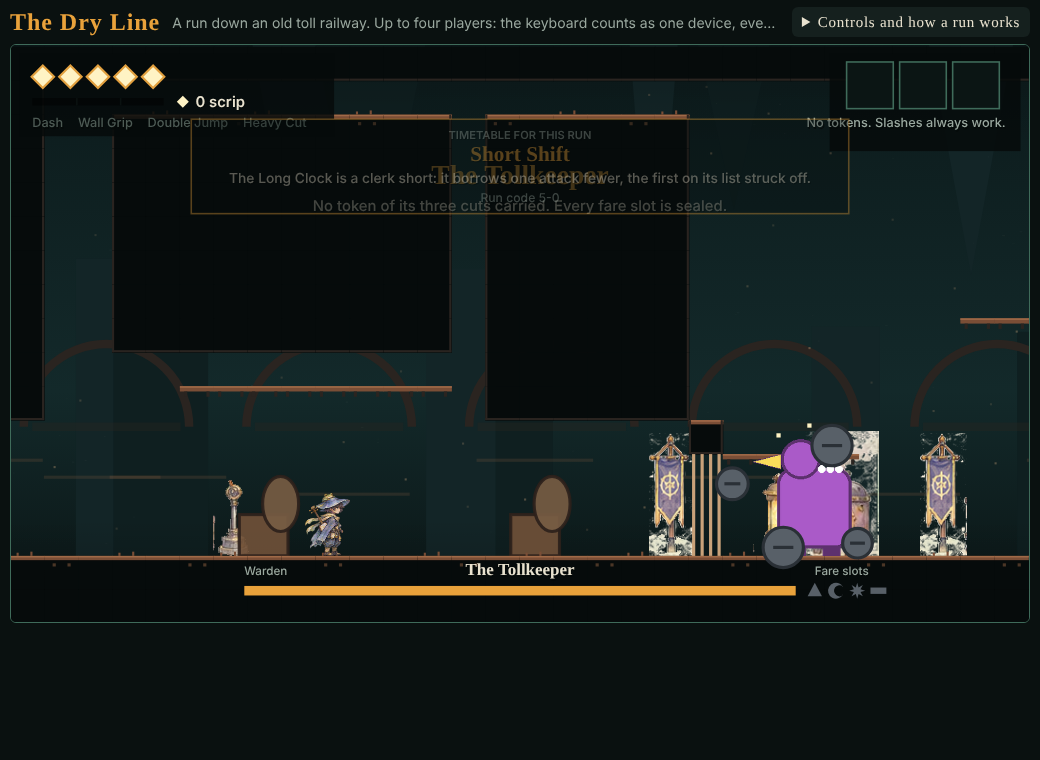 The Dry Line
A run down an old toll railway. Up to four players: the keyboard counts as one device, eve...
Controls and how a run works
0 scrip
Dash Wall Grip Double Jump Heavy Cut
No tokens. Slashes always work.
TIMETABLE FOR THIS RUN
Short Shift
The Tollkeeper
The Long Clock is a clerk short: it borrows one attack fewer, the first on its list struck off.
Run code 5-0
No token of its three cuts carried. Every fare slot is sealed.
Warden
The Tollkeeper
Fare slots